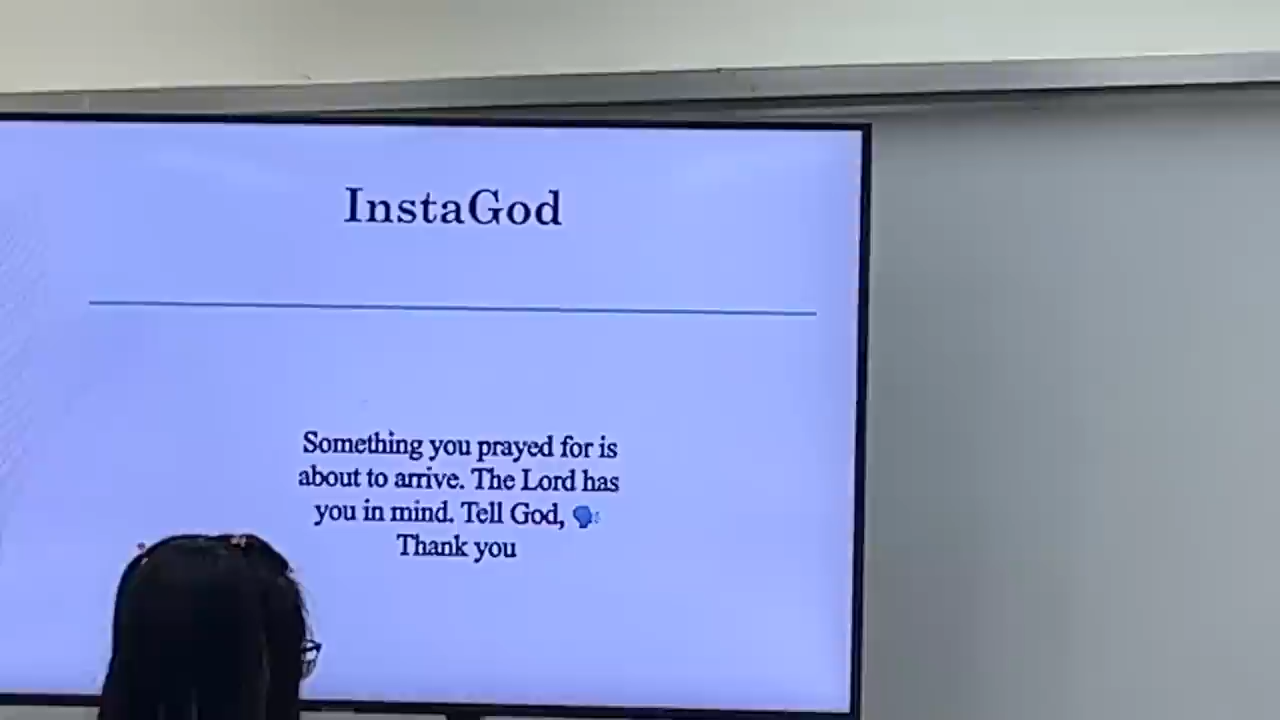 InstaGod
Something you prayed for is
about to arrive. The Lord has
you in mind. Tell God, 🗣
Thank you